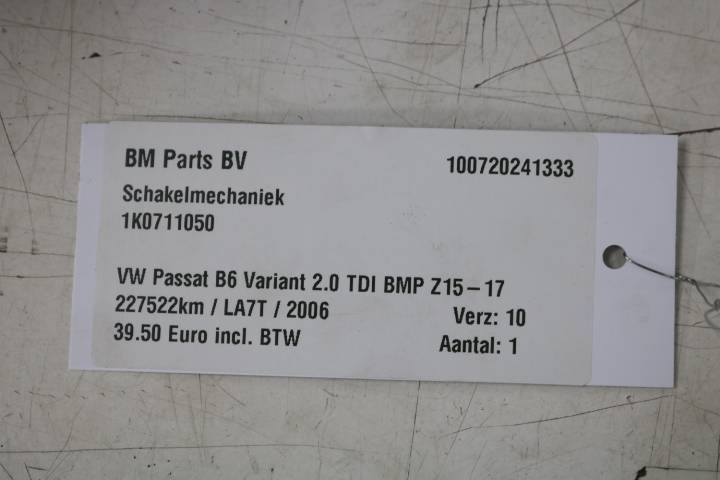 BM Parts BV 100720241333
Schakelmechaniek
1K0711050
VW Passat B6 Variant 2.0 TDI BMP Z15-17
227522km / LA7T / 2006 Verz: 10
39.50 Euro incl. BTW Aantal: 1